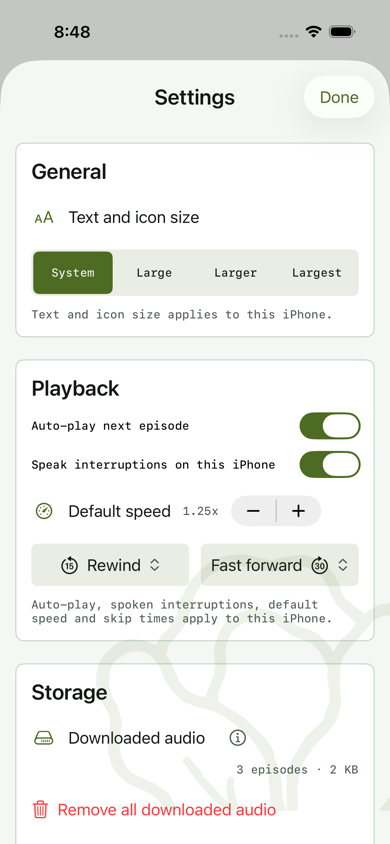 8:48
Settings
Done
General
AA Text and icon size
System Large Larger Largest
Text and icon size applies to this iPhone.
Playback
Auto-play next episode
Speak interruptions on this iPhone
Default speed 1.25x − +
15 Rewind Fast forward 30
Auto-play, spoken interruptions, default
speed and skip times apply to this iPhone.
Storage
Downloaded audio
3 episodes · 2 KB
Remove all downloaded audio